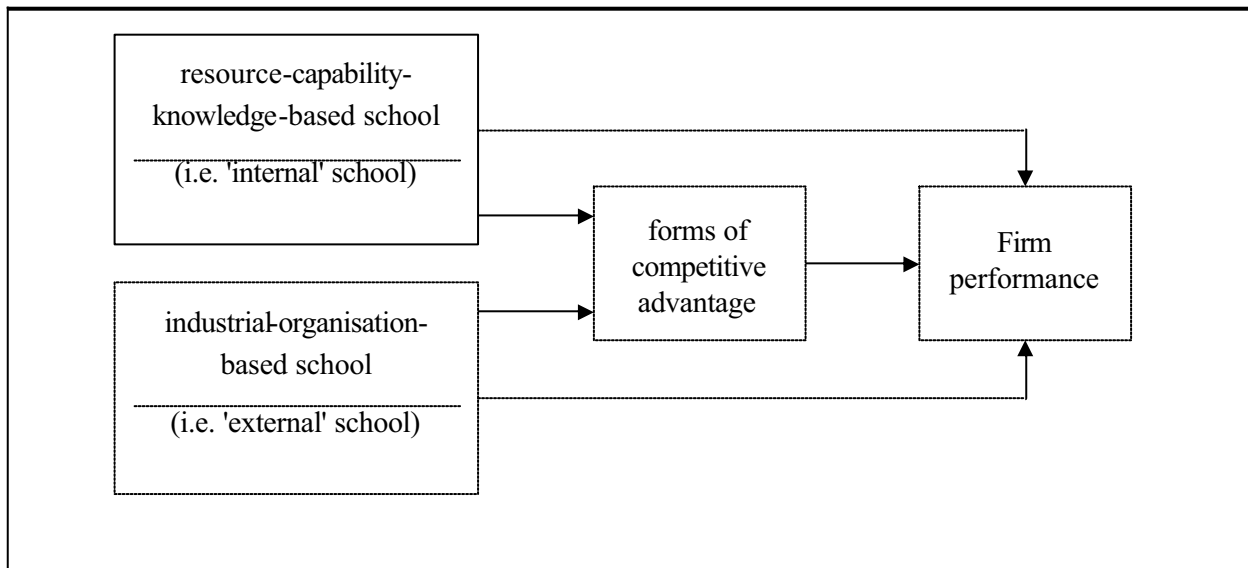 resource-capability-
knowledge-based school
(i.e. 'internal' school)
forms of
competitive
advantage
Firm
performance
industrial-organisation-
based school
(i.e. 'external' school)